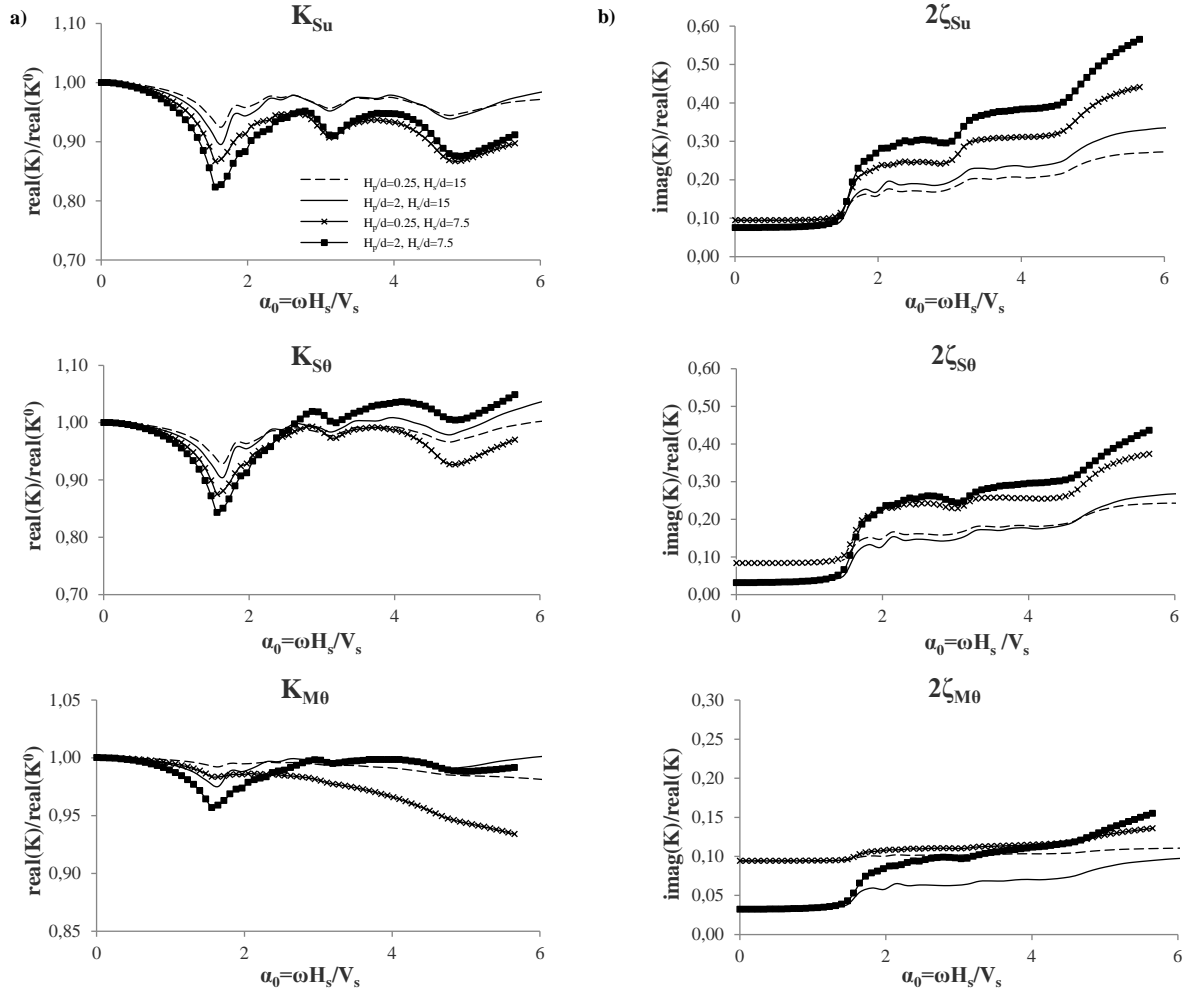 a)
K_Su
real(K)/real(K⁰)
1,10
1,00
0,90
0,80
0,70
0 2 4 6
α₀=ωH_s/V_s
H_p/d=0.25, H_s/d=15
H_p/d=2, H_s/d=15
H_p/d=0.25, H_s/d=7.5
H_p/d=2, H_s/d=7.5
b)
2ζ_Su
imag(K)/real(K)
0,60
0,50
0,40
0,30
0,20
0,10
0,00
0 2 4 6
α₀=ωH_s/V_s
K_Sθ
real(K)/real(K⁰)
1,10
1,00
0,90
0,80
0,70
0 2 4 6
α₀=ωH_s/V_s
2ζ_Sθ
imag(K)/real(K)
0,60
0,50
0,40
0,30
0,20
0,10
0,00
0 2 4 6
α₀=ωH_s /V_s
K_Mθ
real(K)/real(K⁰)
1,05
1,00
0,95
0,90
0,85
0 2 4 6
α₀=ωH_s/V_s
2ζ_Mθ
imag(K)/real(K)
0,30
0,25
0,20
0,15
0,10
0,05
0,00
0 2 4 6
α₀=ωH_s/V_s